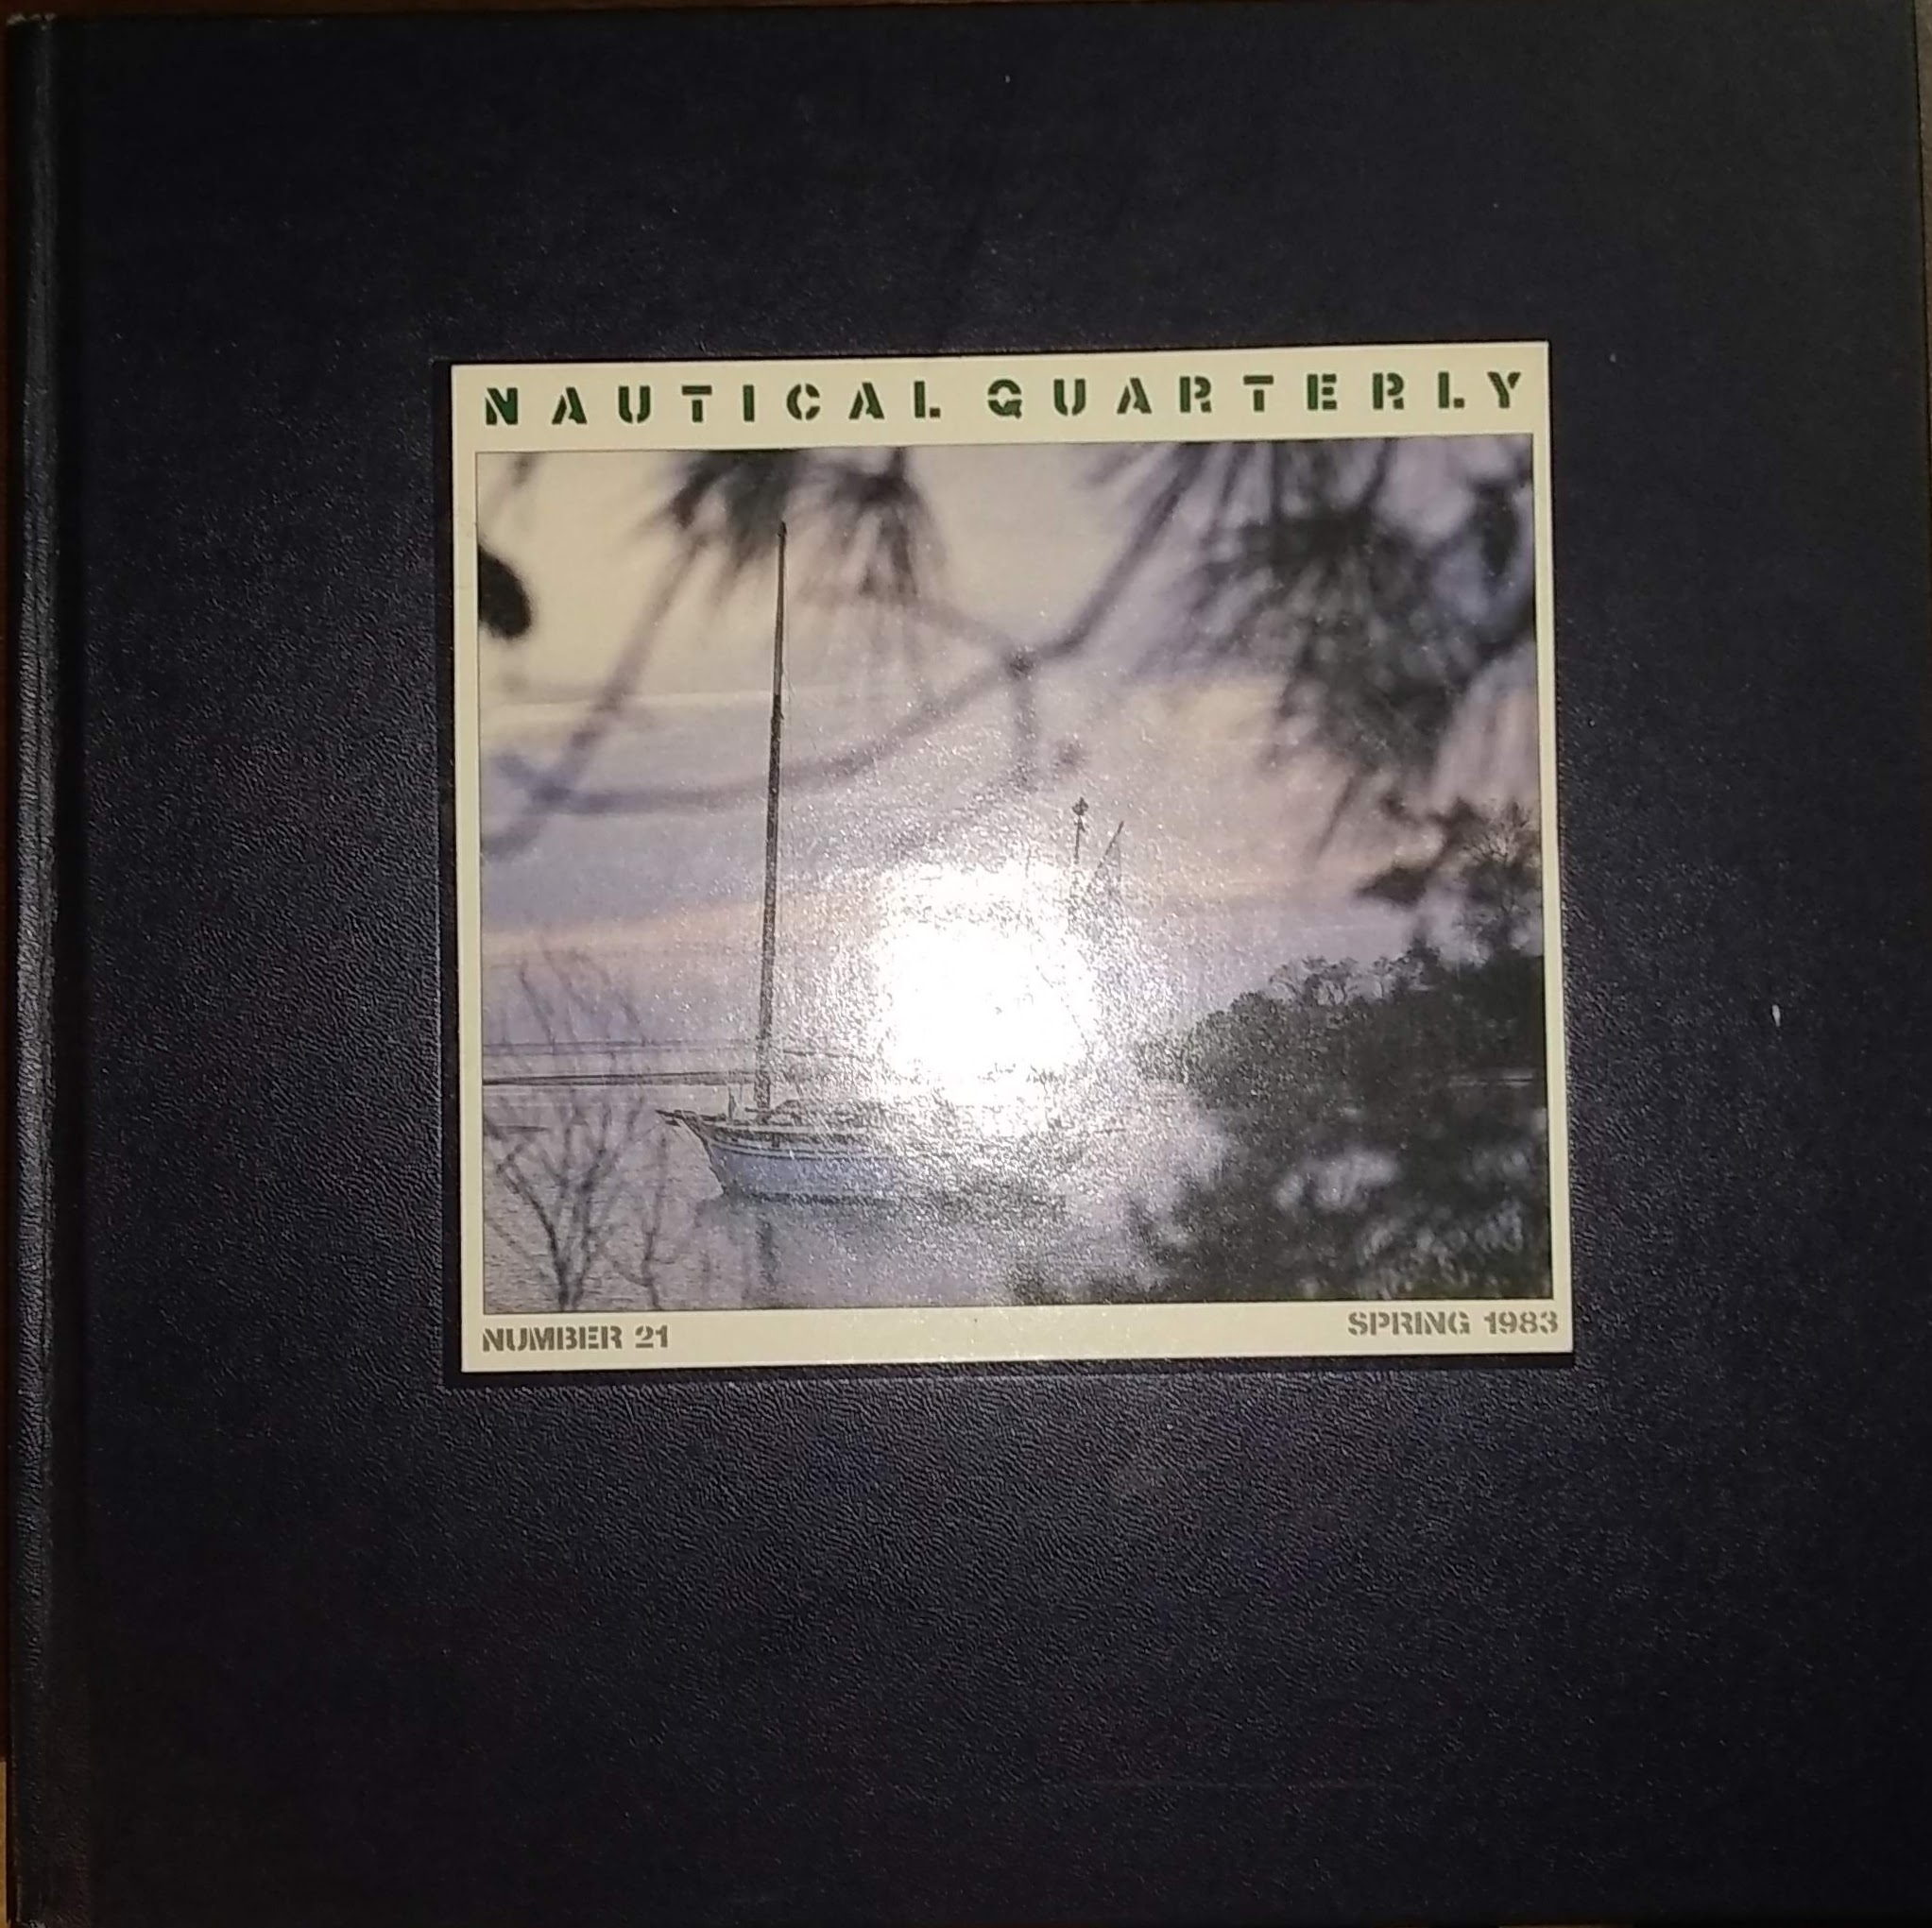 NAUTICAL QUARTERLY
NUMBER 21
SPRING 1983